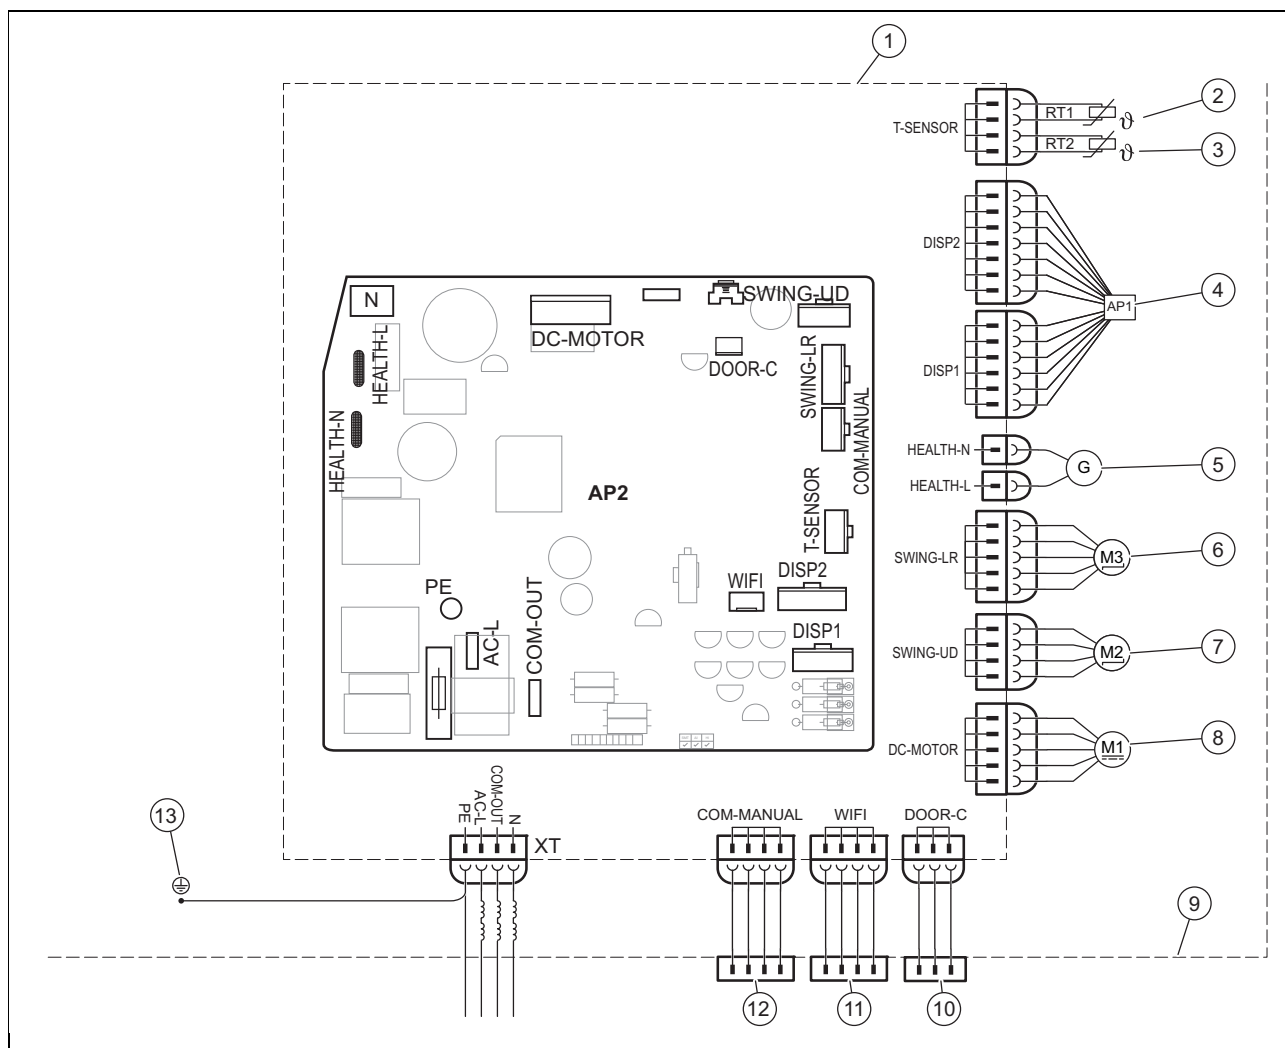 1
2
RT1
ϑ
T-SENSOR
RT2
ϑ
3
DISP2
4
AP1
DISP1
N
SWING-UD
DC-MOTOR
HEALTH-L
DOOR-C
SWING-LR
HEALTH-N
COM-MANUAL
AP2
T-SENSOR
HEALTH-N
G
5
HEALTH-L
SWING-LR
M3
6
WIFI
DISP2
PE
COM-OUT
AC-L
DISP1
SWING-UD
M2
7
DC-MOTOR
M1
8
PE
AC-L
COM-OUT
N
XT
COM-MANUAL
WIFI
DOOR-C
13
9
12
11
10